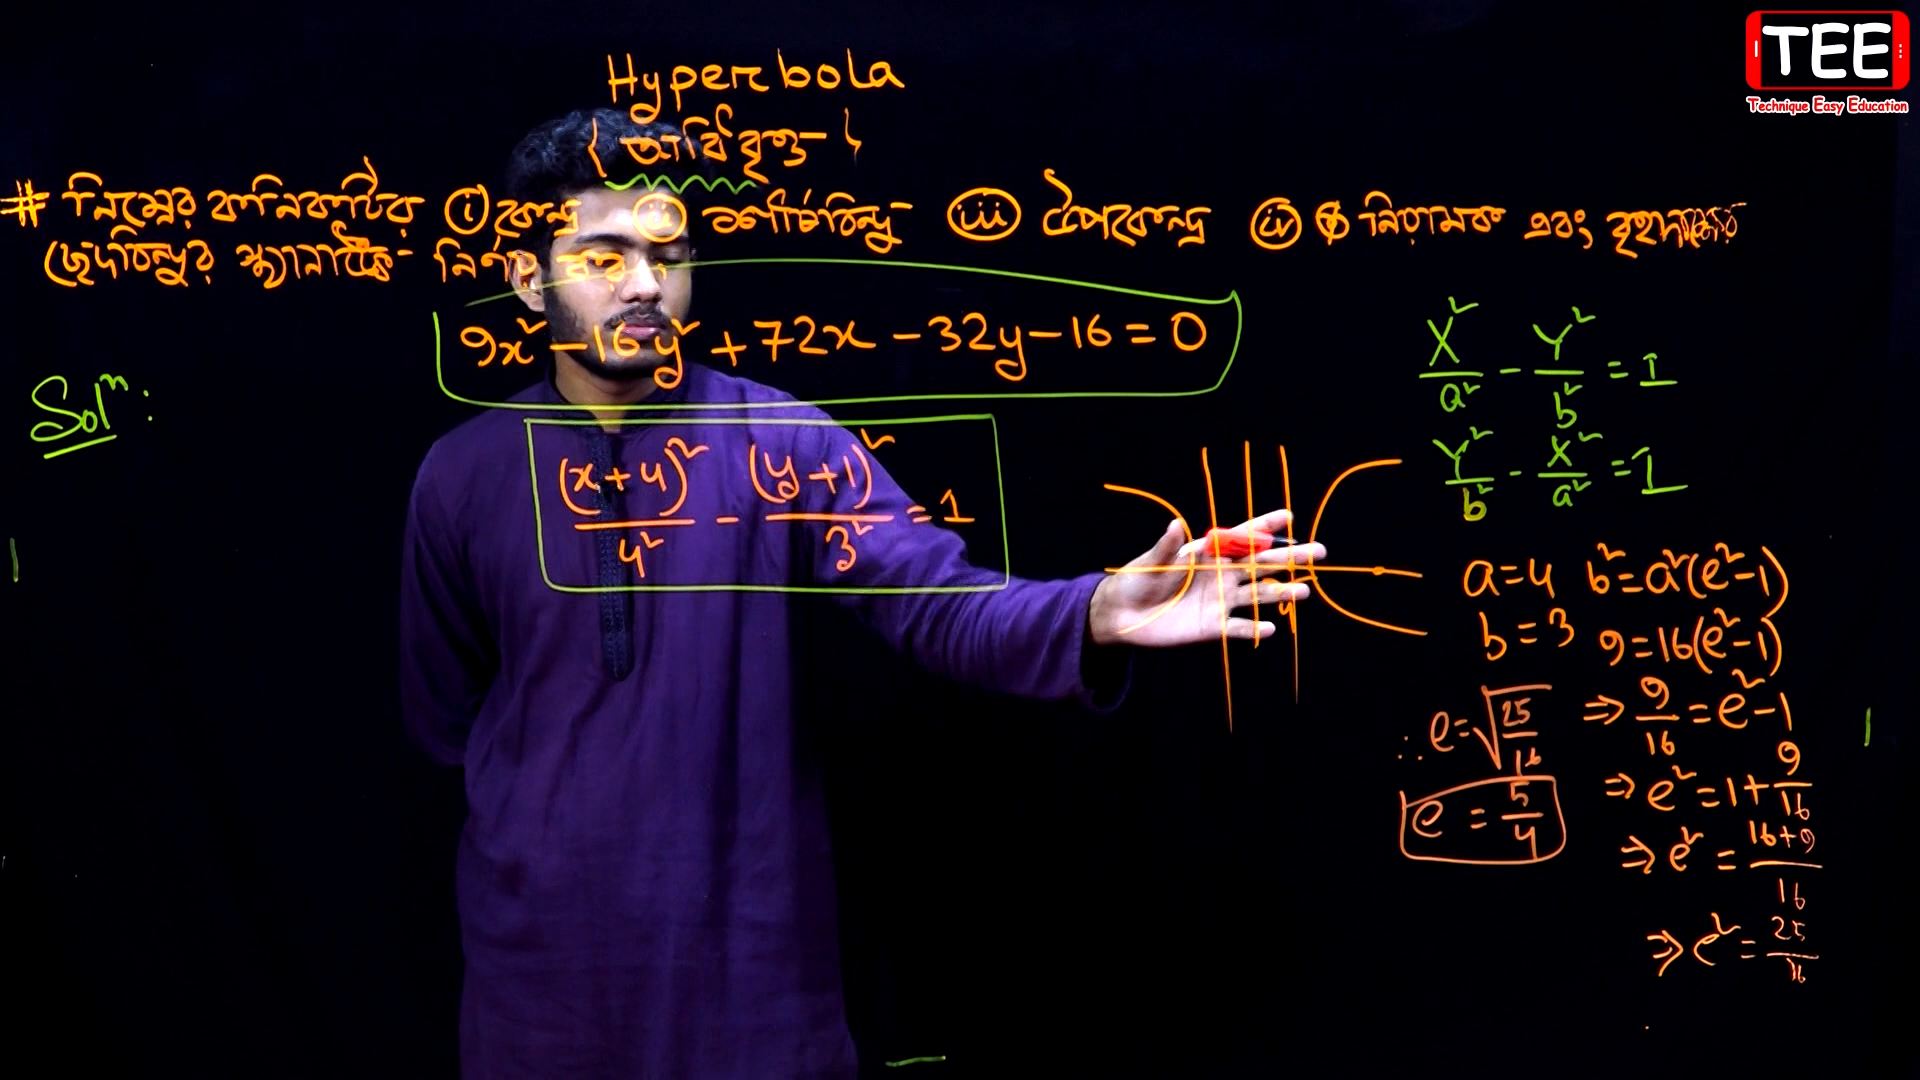 TEE
Technique Easy Education
Hyperbola
{ অধিবৃত্ত }
# নিম্নের কনিকটির (i) কেন্দ্র (ii) শীর্ষবিন্দু (iii) উপকেন্দ্র (iv) নিয়ামক এবং বৃহদাক্ষের
ছেদবিন্দুর স্থানাঙ্ক নির্ণয় কর।
9x² - 16y² + 72x - 32y - 16 = 0
Solⁿ:
(x+4)²/4² - (y+1)²/3² = 1
X²/a² - Y²/b² = 1
Y²/b² - X²/a² = 1
4
a = 4
b = 3
b² = a²(e² - 1)
9 = 16(e² - 1)
⇒ 9/16 = e² - 1
⇒ e² = 1 + 9/16
⇒ e² = 16+9/16
⇒ e² = 25/16
∴ e = √25/16
e = 5/4